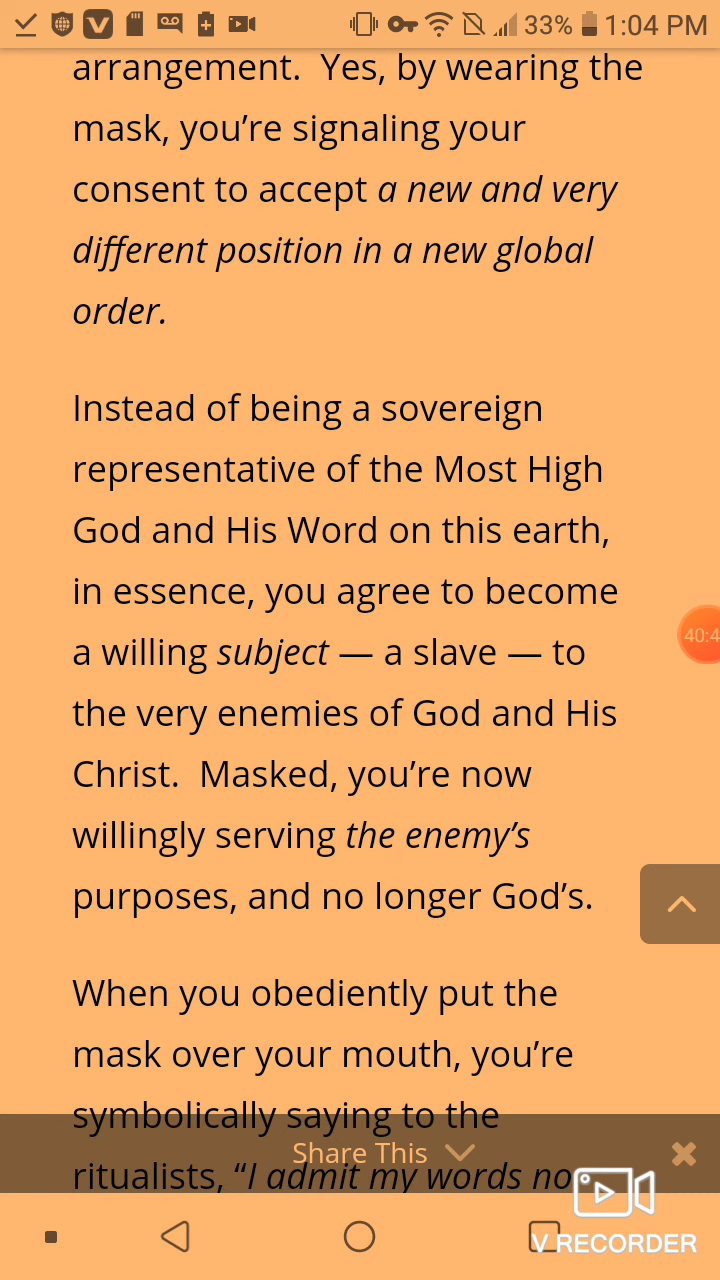 33% 1:04 PM
arrangement.  Yes, by wearing the
mask, you’re signaling your
consent to accept a new and very
different position in a new global
order.
Instead of being a sovereign
representative of the Most High
God and His Word on this earth,
in essence, you agree to become
a willing subject — a slave — to
the very enemies of God and His
Christ.  Masked, you’re now
willingly serving the enemy’s
purposes, and no longer God’s.
When you obediently put the
mask over your mouth, you’re
symbolically saying to the
ritualists, “I admit my words no
40:4
Share This
V RECORDER